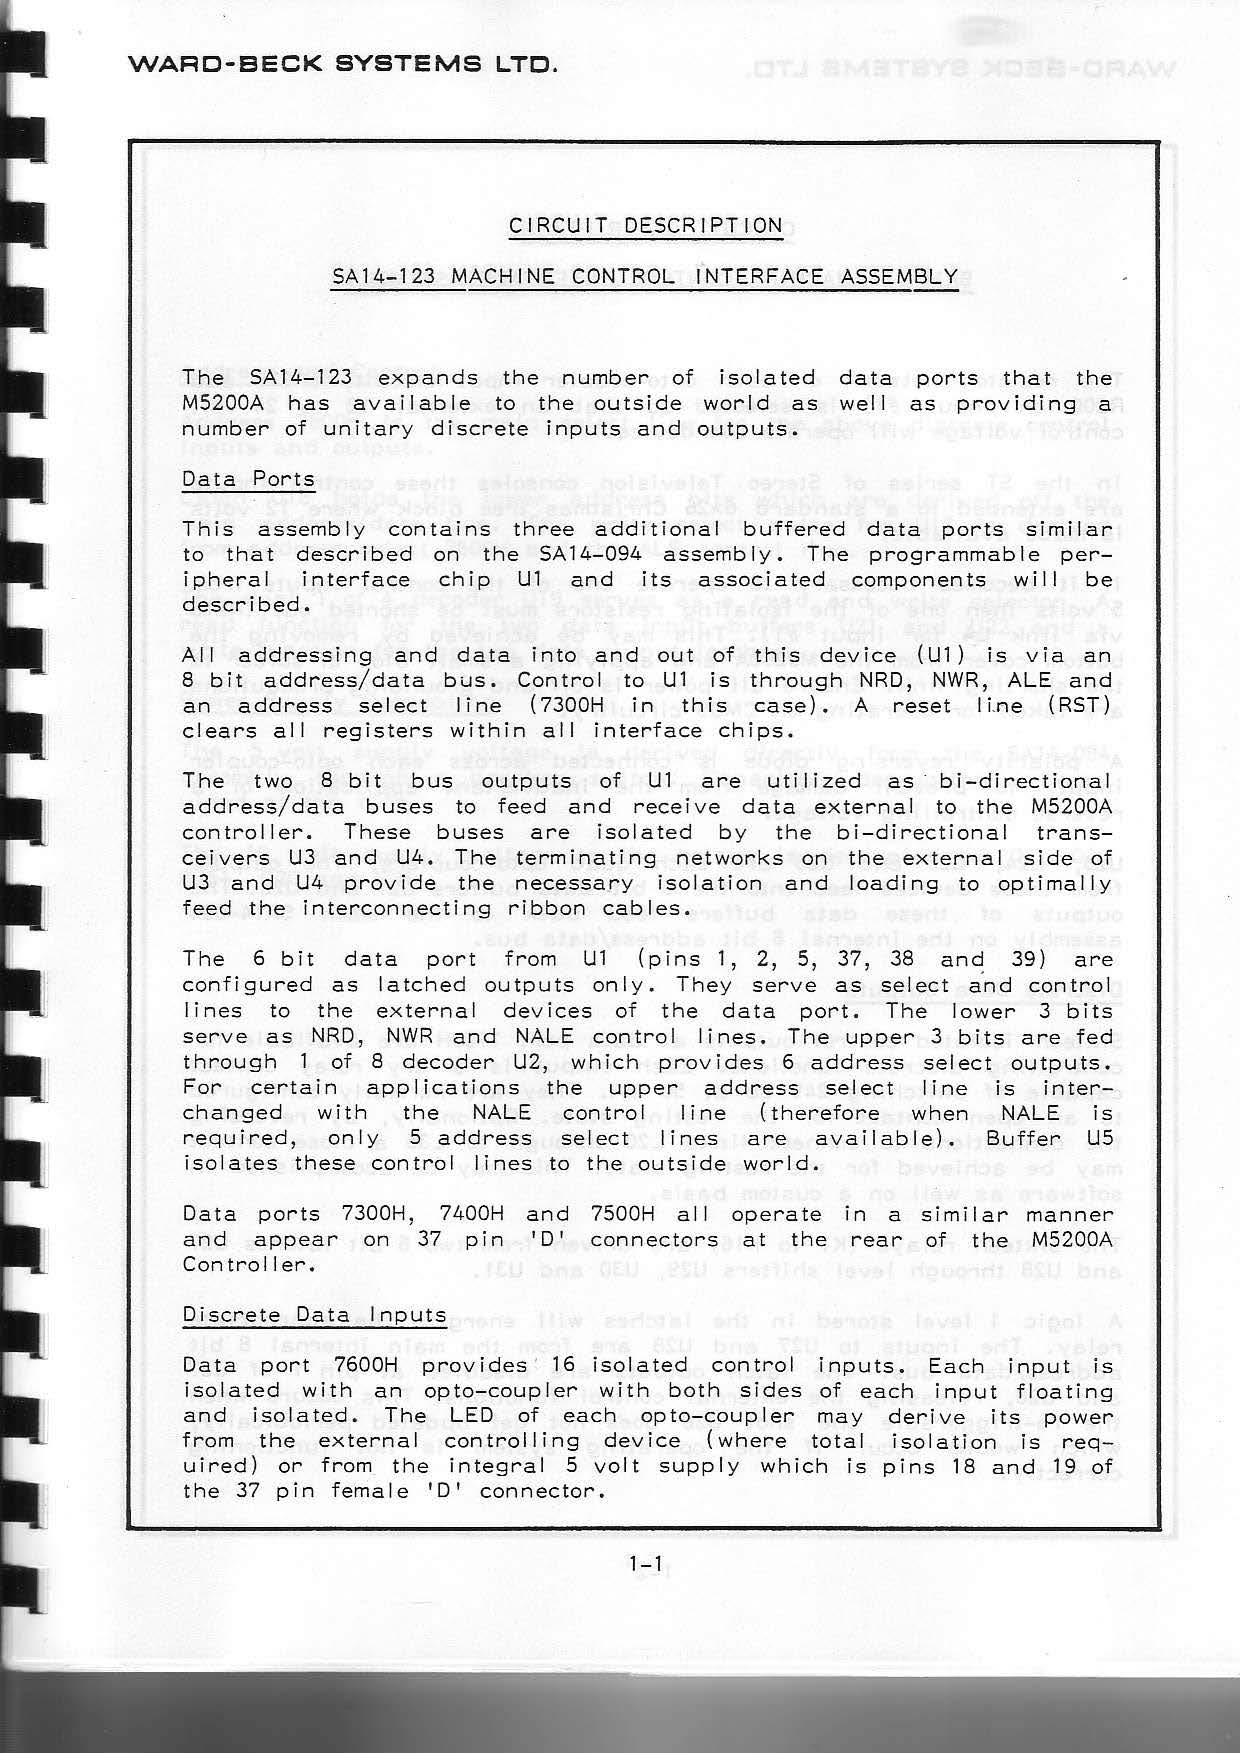 WARD-BECK SYSTEMS LTD.
CIRCUIT DESCRIPTION
SA14-123 MACHINE CONTROL INTERFACE ASSEMBLY
The SA14-123 expands the number of isolated data ports that the
M5200A has available to the outside world as well as providing a
number of unitary discrete inputs and outputs.
Data Ports
This assembly contains three additional buffered data ports similar
to that described on the SA14-094 assembly. The programmable per-
ipheral interface chip U1 and its associated components will be
described.
All addressing and data into and out of this device (U1) is via an
8 bit address/data bus. Control to U1 is through NRD, NWR, ALE and
an address select line (7300H in this case). A reset line (RST)
clears all registers within all interface chips.
The two 8 bit bus outputs of U1 are utilized as bi-directional
address/data buses to feed and receive data external to the M5200A
controller. These buses are isolated by the bi-directional trans-
ceivers U3 and U4. The terminating networks on the external side of
U3 and U4 provide the necessary isolation and loading to optimally
feed the interconnecting ribbon cables.
The 6 bit data port from U1 (pins 1, 2, 5, 37, 38 and 39) are
configured as latched outputs only. They serve as select and control
lines to the external devices of the data port. The lower 3 bits
serve as NRD, NWR and NALE control lines. The upper 3 bits are fed
through 1 of 8 decoder U2, which provides 6 address select outputs.
For certain applications the upper address select line is inter-
changed with the NALE control line (therefore when NALE is
required, only 5 address select lines are available). Buffer U5
isolates these control lines to the outside world.
Data ports 7300H, 7400H and 7500H all operate in a similar manner
and appear on 37 pin 'D' connectors at the rear of the M5200A
Controller.
Discrete Data Inputs
Data port 7600H provides 16 isolated control inputs. Each input is
isolated with an opto-coupler with both sides of each input floating
and isolated. The LED of each opto-coupler may derive its power
from the external controlling device (where total isolation is req-
uired) or from the integral 5 volt supply which is pins 18 and 19 of
the 37 pin female 'D' connector.
1-1